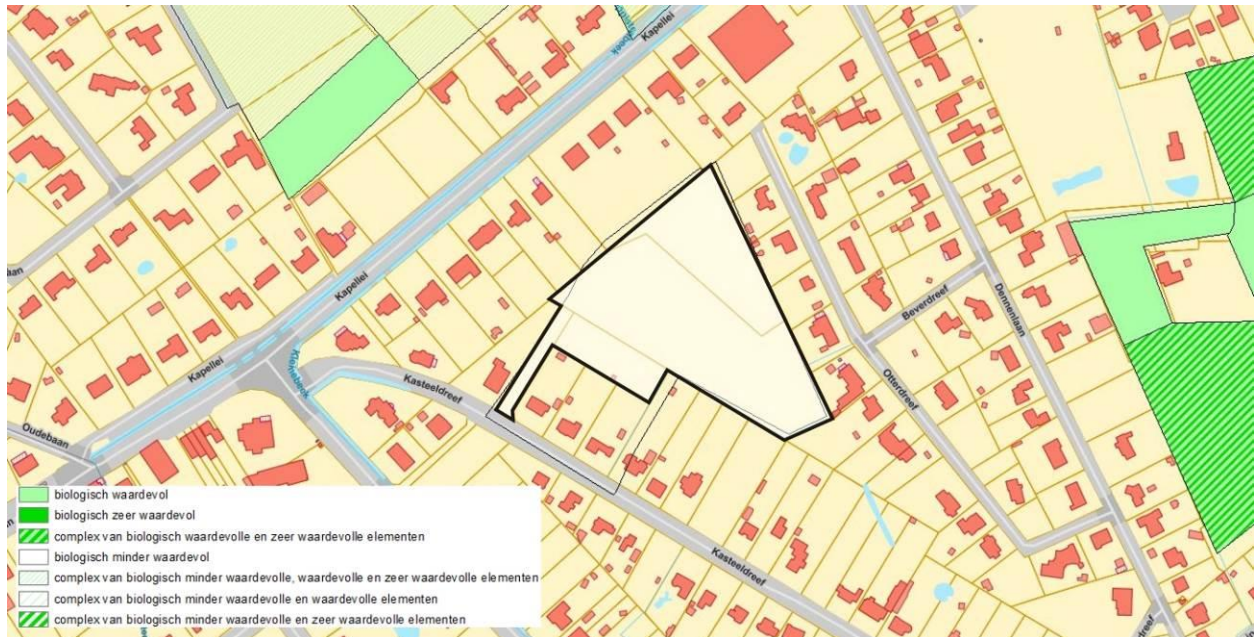 Kapellei
Kapellei
Kapellei
Kleinebeek
Kasteeldreef
Kasteeldreef
Oudebaan
Beverdreef
Dennenlaan
Otterdreef
biologisch waardevol
biologisch zeer waardevol
complex van biologisch waardevolle en zeer waardevolle elementen
biologisch minder waardevol
complex van biologisch minder waardevolle, waardevolle en zeer waardevolle elementen
complex van biologisch minder waardevolle en waardevolle elementen
complex van biologisch minder waardevolle en zeer waardevolle elementen